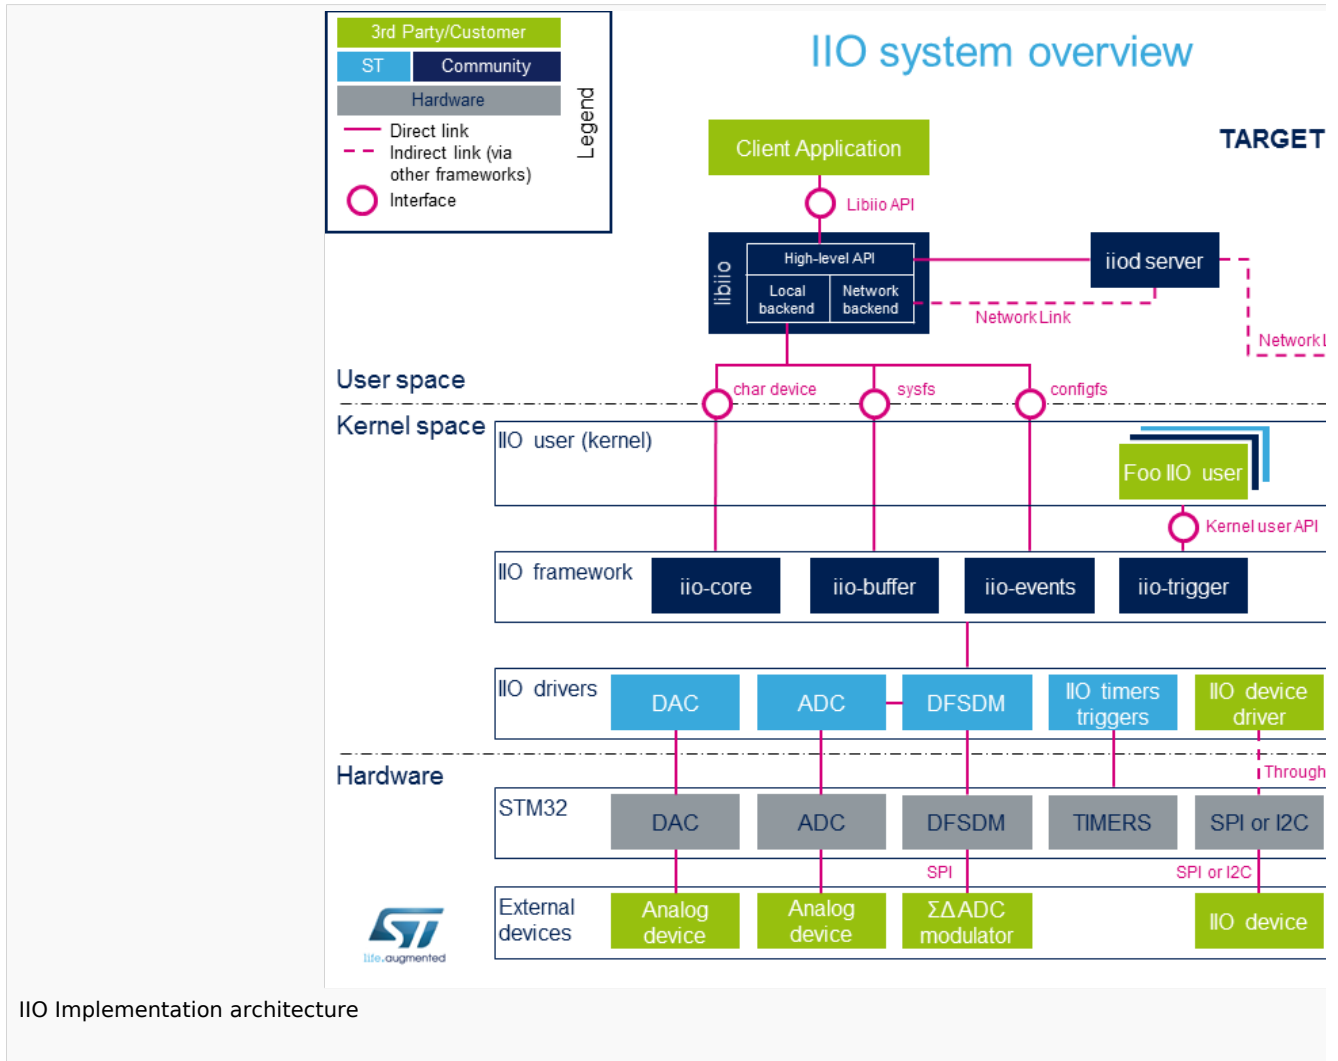 3rd Party/Customer
ST
Community
Hardware
Direct link
Indirect link (via
other frameworks)
Interface
Legend
IIO system overview
TARGET
Client Application
Libiio API
libiio
High-level API
Local
backend
Network
backend
iiod server
Network Link
Network L
User space
char device
sysfs
configfs
Kernel space
IIO user (kernel)
Foo IIO user
Kernel user API
IIO framework
iio-core
iio-buffer
iio-events
iio-trigger
IIO drivers
DAC
ADC
DFSDM
IIO timers
triggers
IIO device
driver
Hardware
Through
STM32
DAC
ADC
DFSDM
TIMERS
SPI or I2C
SPI
SPI or I2C
External
devices
Analog
device
Analog
device
ΣΔ ADC
modulator
IIO device
ST
life.augmented
IIO Implementation architecture